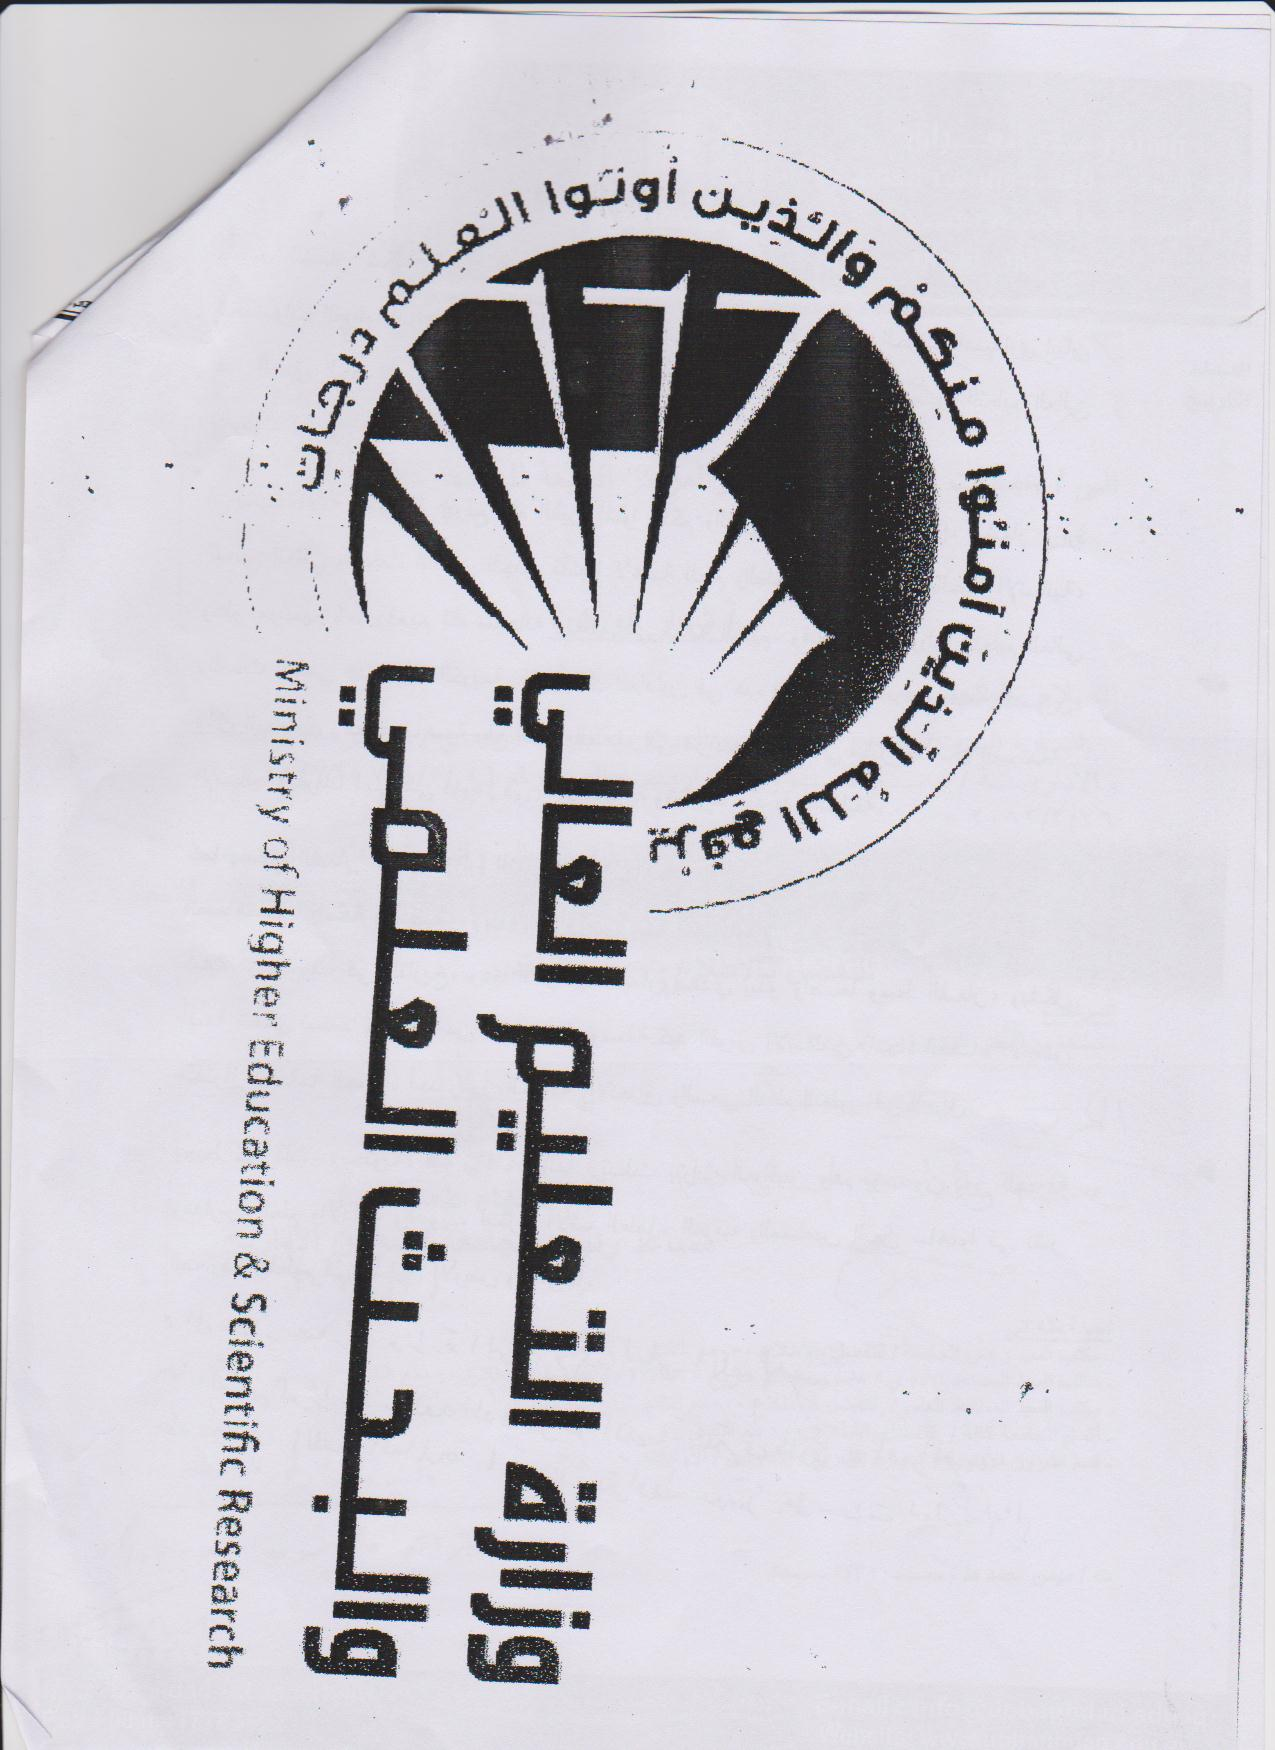 يرفع الله الذين آمنوا منكم والذين أوتوا العلم درجات
وزارة التعليم العالي
والبحث العلمي
Ministry of Higher Education & Scientific Research